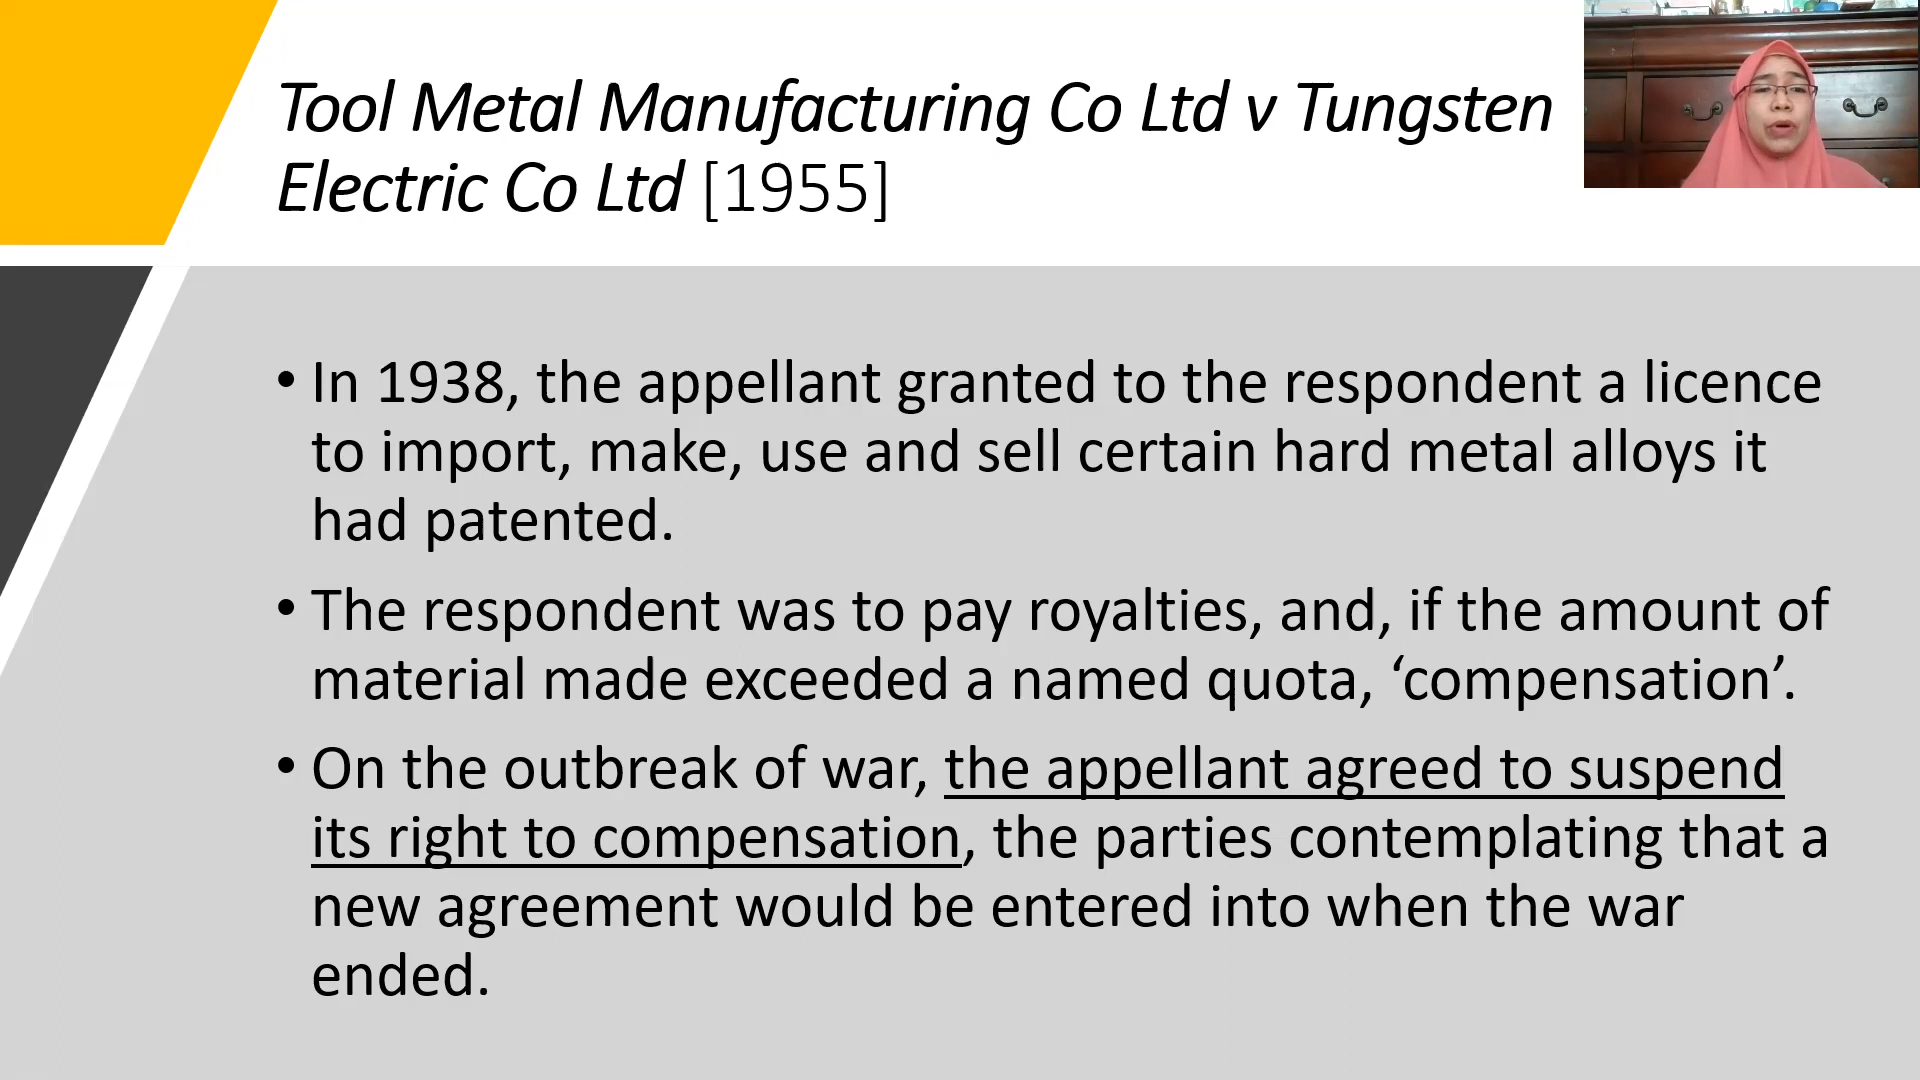 Tool Metal Manufacturing Co Ltd v Tungsten
Electric Co Ltd [1955]
• In 1938, the appellant granted to the respondent a licence
to import, make, use and sell certain hard metal alloys it
had patented.
• The respondent was to pay royalties, and, if the amount of
material made exceeded a named quota, ‘compensation’.
• On the outbreak of war, the appellant agreed to suspend
its right to compensation, the parties contemplating that a
new agreement would be entered into when the war
ended.